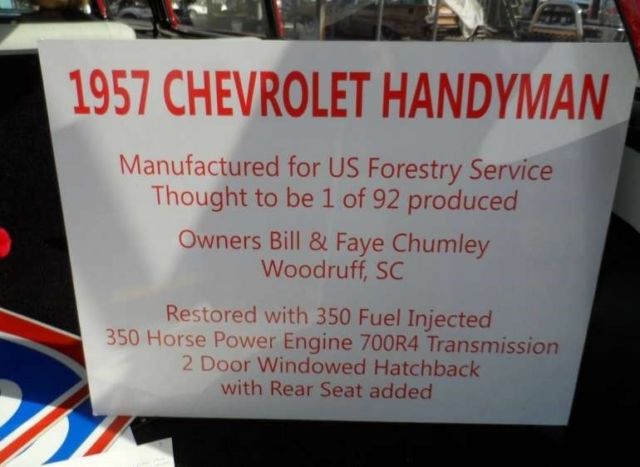 1957 CHEVROLET HANDYMAN
Manufactured for US Forestry Service
Thought to be 1 of 92 produced
Owners Bill & Faye Chumley
Woodruff, SC
Restored with 350 Fuel Injected
350 Horse Power Engine 700R4 Transmission
2 Door Windowed Hatchback
with Rear Seat added